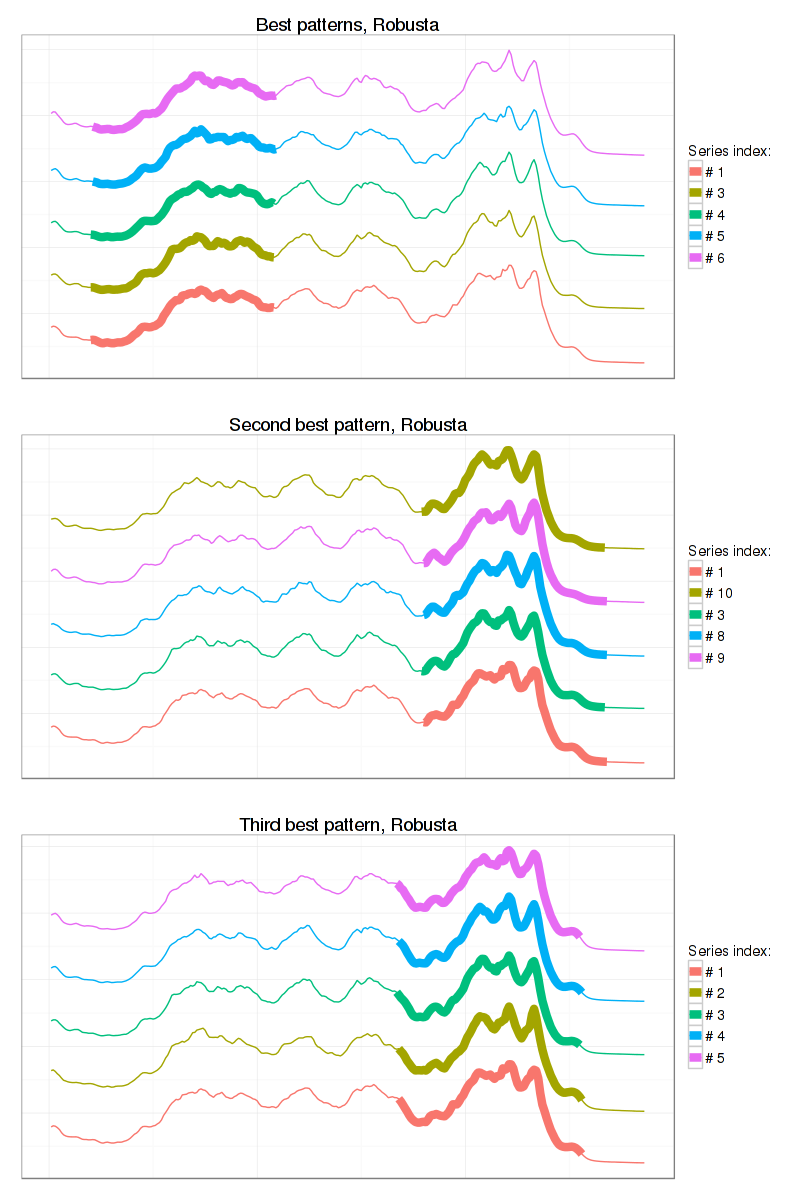 Best patterns, Robusta
Series index:
# 1
# 3
# 4
# 5
# 6
Second best pattern, Robusta
Series index:
# 1
# 10
# 3
# 8
# 9
Third best pattern, Robusta
Series index:
# 1
# 2
# 3
# 4
# 5